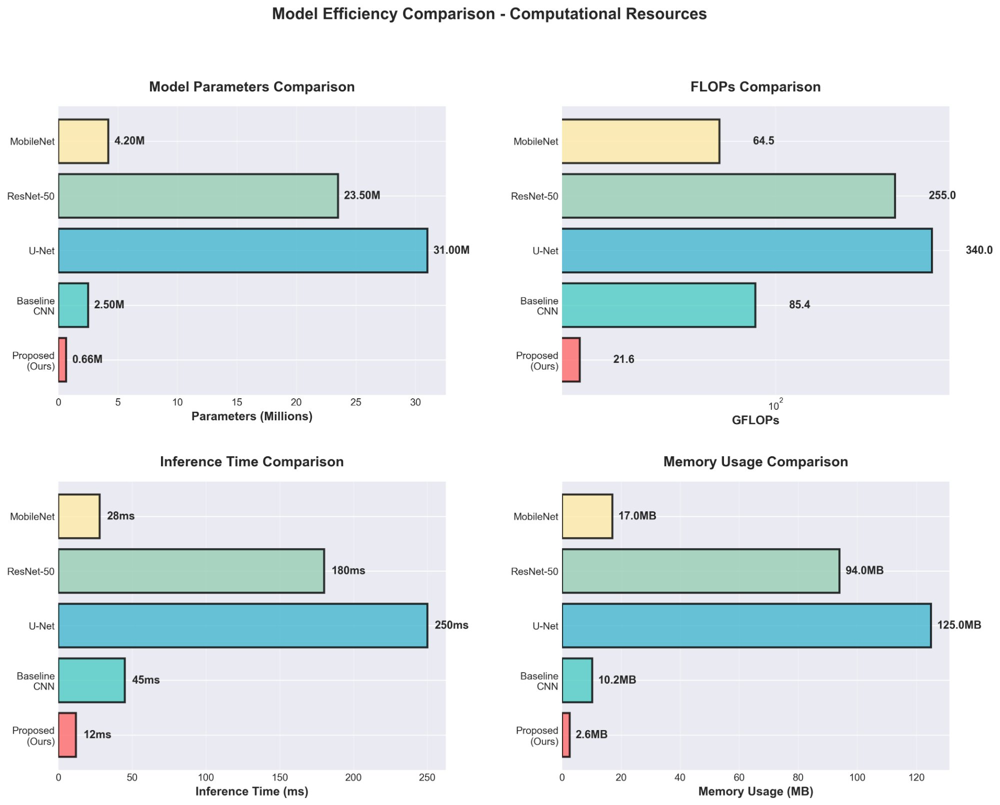 Model Efficiency Comparison - Computational Resources
Model Parameters Comparison
MobileNet
4.20M
ResNet-50
23.50M
U-Net
31.00M
Baseline
CNN
2.50M
Proposed
(Ours)
0.66M
0 5 10 15 20 25 30
Parameters (Millions)
FLOPs Comparison
MobileNet
64.5
ResNet-50
255.0
U-Net
340.0
Baseline
CNN
85.4
Proposed
(Ours)
21.6
10²
GFLOPs
Inference Time Comparison
MobileNet
28ms
ResNet-50
180ms
U-Net
250ms
Baseline
CNN
45ms
Proposed
(Ours)
12ms
0 50 100 150 200 250
Inference Time (ms)
Memory Usage Comparison
MobileNet
17.0MB
ResNet-50
94.0MB
U-Net
125.0MB
Baseline
CNN
10.2MB
Proposed
(Ours)
2.6MB
0 20 40 60 80 100 120
Memory Usage (MB)